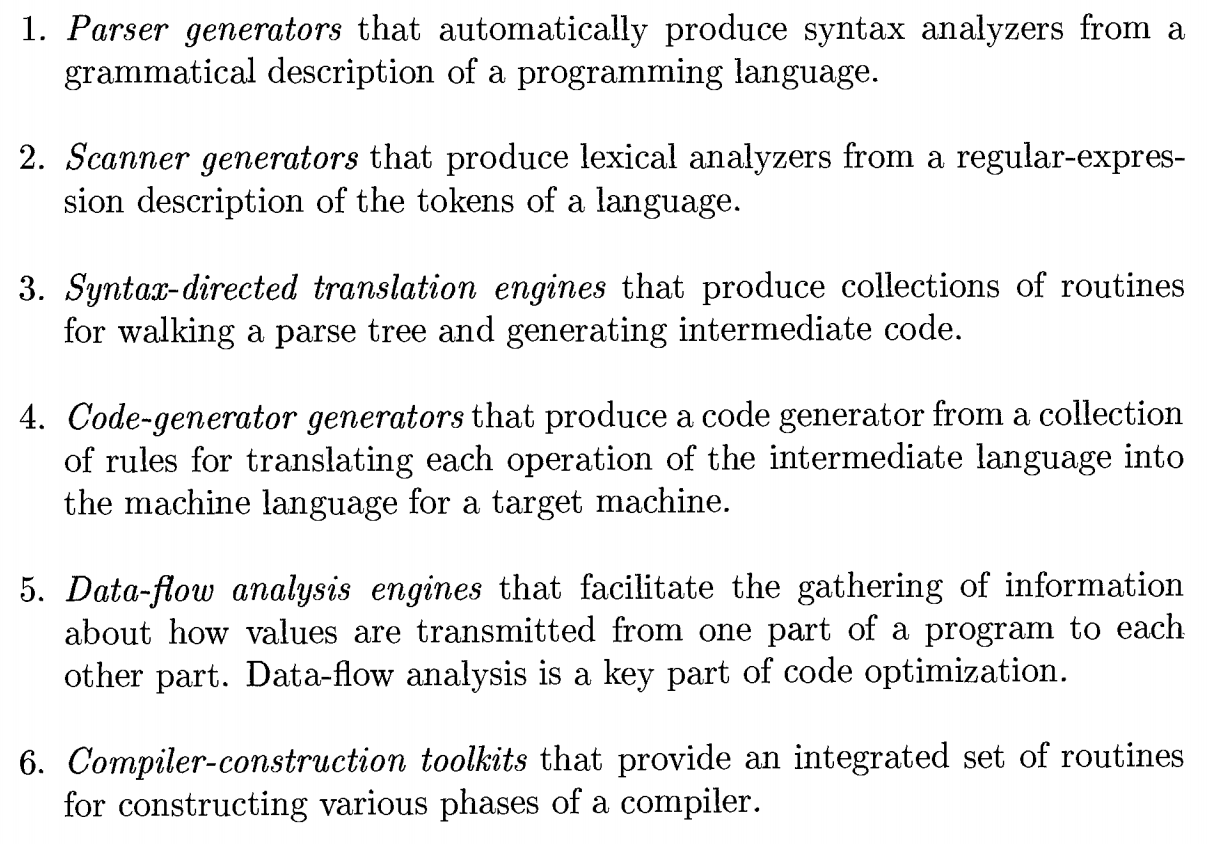 1. Parser generators that automatically produce syntax analyzers from a
grammatical description of a programming language.
2. Scanner generators that produce lexical analyzers from a regular-expres-
sion description of the tokens of a language.
3. Syntax-directed translation engines that produce collections of routines
for walking a parse tree and generating intermediate code.
4. Code-generator generators that produce a code generator from a collection
of rules for translating each operation of the intermediate language into
the machine language for a target machine.
5. Data-flow analysis engines that facilitate the gathering of information
about how values are transmitted from one part of a program to each
other part. Data-flow analysis is a key part of code optimization.
6. Compiler-construction toolkits that provide an integrated set of routines
for constructing various phases of a compiler.